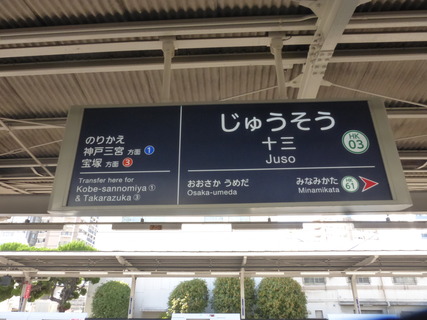 のりかえ
神戸三宮 方面 1
宝塚 方面 3
Transfer here for
Kobe-sannomiya ①
& Takarazuka ③
じゅうそう
十三
Juso
HK
03
おおさか うめだ
Osaka-umeda
みなみかた
Minamikata
61